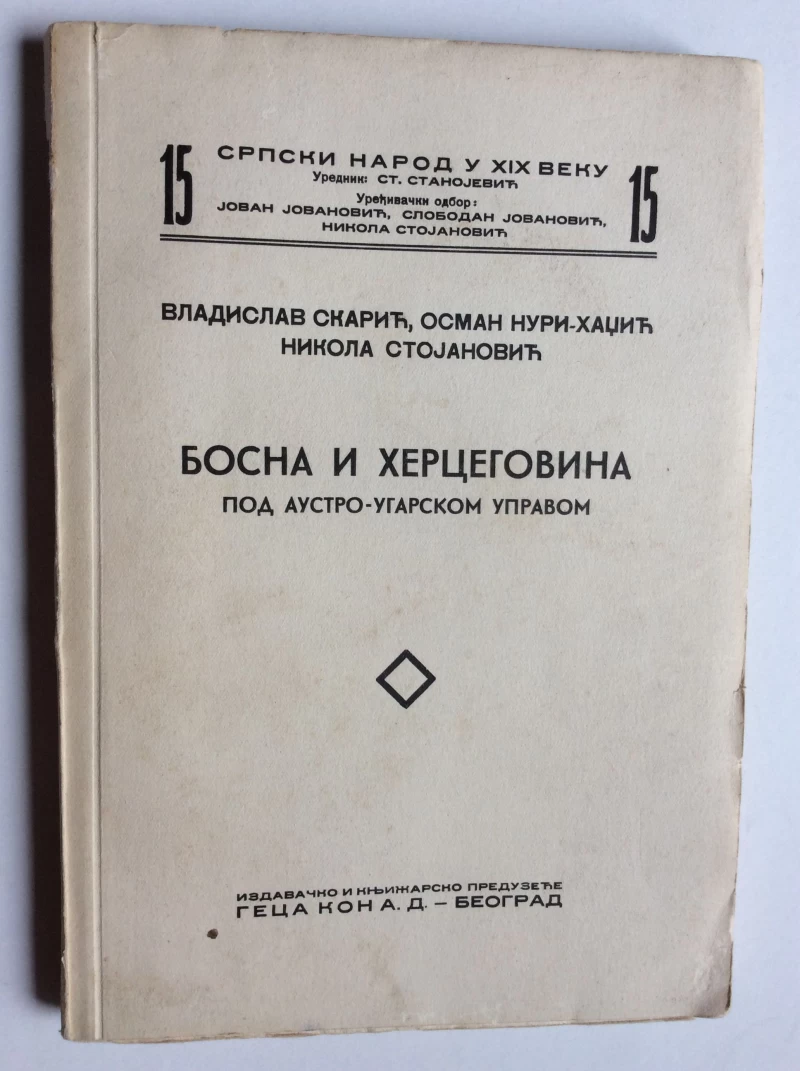 15
СРПСКИ НАРОД У XIX ВЕКУ
Уредник: СТ. СТАНОЈЕВИЋ
Уређивачки одбор:
ЈОВАН ЈОВАНОВИЋ, СЛОБОДАН ЈОВАНОВИЋ,
НИКОЛА СТОЈАНОВИЋ
15
ВЛАДИСЛАВ СКАРИЋ, ОСМАН НУРИ-ХАЏИЋ
НИКОЛА СТОЈАНОВИЋ
БОСНА И ХЕРЦЕГОВИНА
ПОД АУСТРО-УГАРСКОМ УПРАВОМ
ИЗДАВАЧКО И КЊИЖАРСКО ПРЕДУЗЕЋЕ
ГЕЦА КОН А. Д. – БЕОГРАД